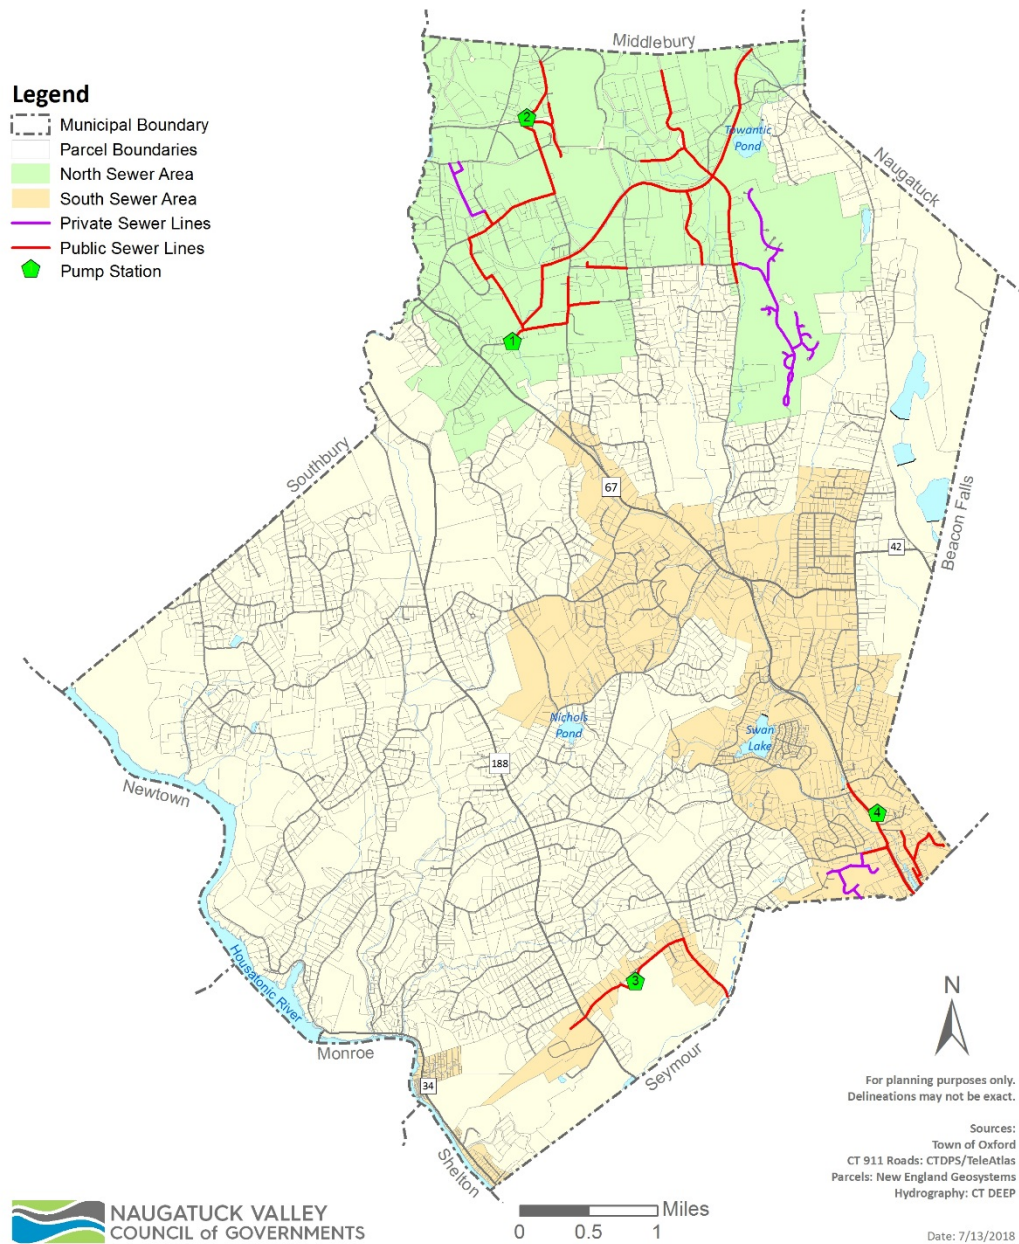 Middlebury
Legend
Municipal Boundary
Parcel Boundaries
North Sewer Area
South Sewer Area
Private Sewer Lines
Public Sewer Lines
Pump Station
2
Towantic
Pond
Naugatuck
1
Southbury
67
Beacon Falls
42
Nichols
Pond
Swan
Lake
188
Newtown
4
Housatonic River
3
N
Monroe
Seymour
34
Shelton
For planning purposes only.
Delineations may not be exact.
Sources:
Town of Oxford
CT 911 Roads: CTDPS/TeleAtlas
Parcels: New England Geosystems
Hydrography: CT DEEP
NAUGATUCK VALLEY
COUNCIL of GOVERNMENTS
Miles
0 0.5 1
Date: 7/13/2018